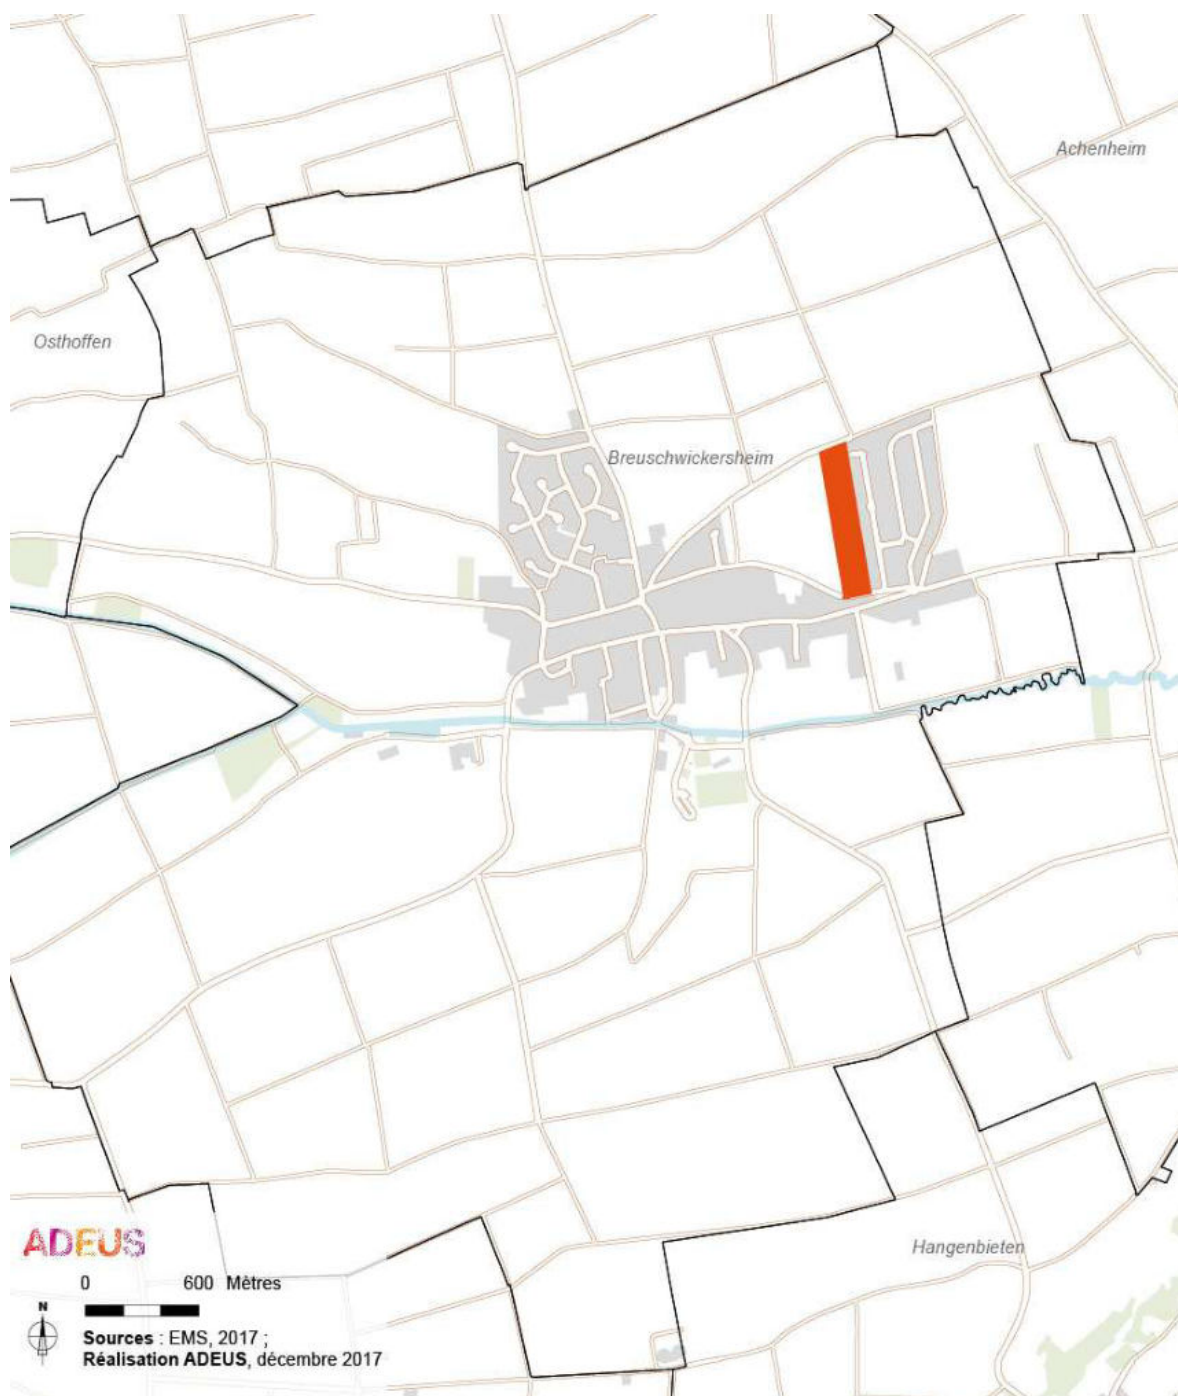 Achenheim
Osthoffen
Breuschwickersheim
Hangenbieten
ADEUS
0 600 Mètres
N
Sources : EMS, 2017 ;
Réalisation ADEUS, décembre 2017